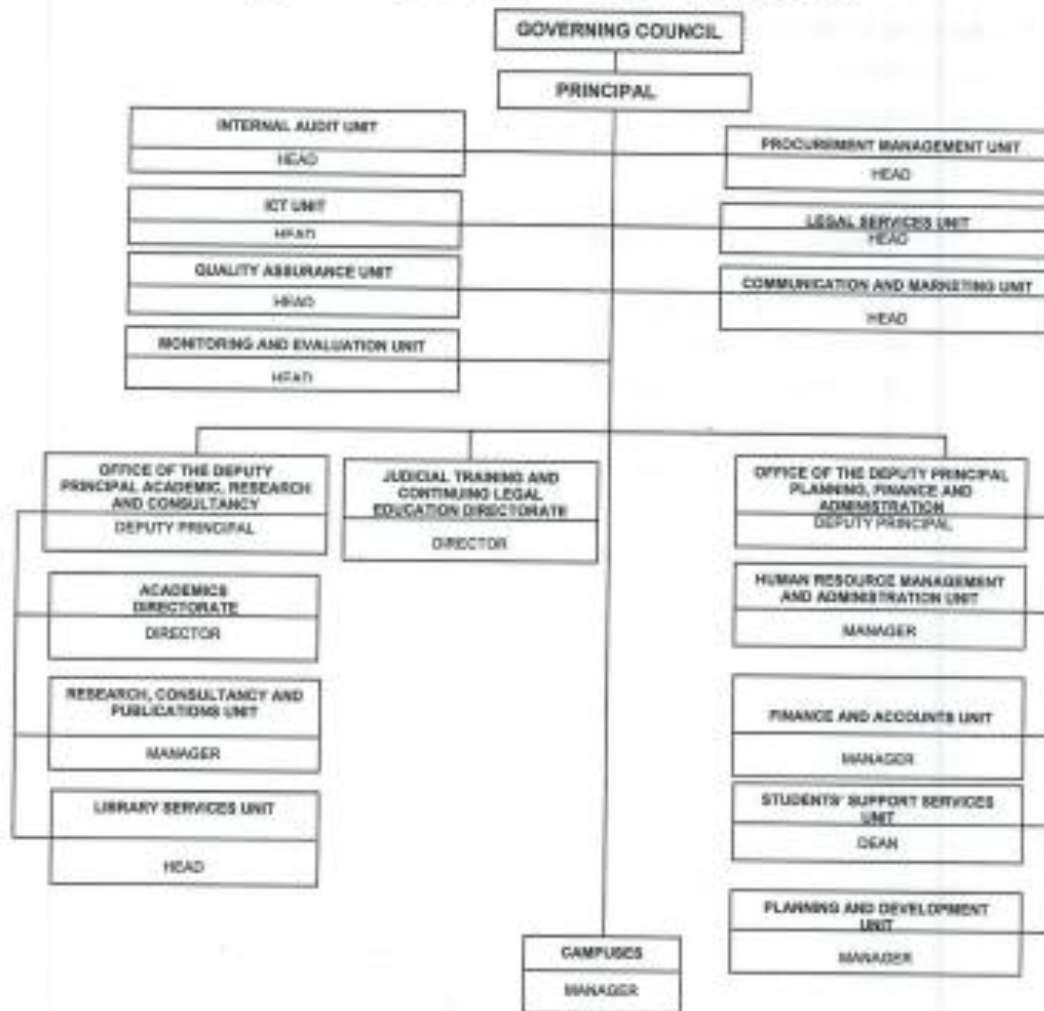 GOVERNING COUNCIL
PRINCIPAL
INTERNAL AUDIT UNIT
HEAD
PROCUREMENT MANAGEMENT UNIT
HEAD
ICT UNIT
HEAD
LEGAL SERVICES UNIT
HEAD
QUALITY ASSURANCE UNIT
HEAD
COMMUNICATION AND MARKETING UNIT
HEAD
MONITORING AND EVALUATION UNIT
HEAD
OFFICE OF THE DEPUTY
PRINCIPAL ACADEMIC, RESEARCH
AND CONSULTANCY
DEPUTY PRINCIPAL
JUDICIAL TRAINING AND
CONTINUING LEGAL
EDUCATION DIRECTORATE
DIRECTOR
OFFICE OF THE DEPUTY PRINCIPAL
PLANNING, FINANCE AND
ADMINISTRATION
DEPUTY PRINCIPAL
ACADEMICS
DIRECTORATE
DIRECTOR
HUMAN RESOURCE MANAGEMENT
AND ADMINISTRATION UNIT
MANAGER
RESEARCH, CONSULTANCY AND
PUBLICATIONS UNIT
MANAGER
FINANCE AND ACCOUNTS UNIT
MANAGER
LIBRARY SERVICES UNIT
HEAD
STUDENTS' SUPPORT SERVICES
UNIT
DEAN
PLANNING AND DEVELOPMENT
UNIT
MANAGER
CAMPUSES
MANAGER